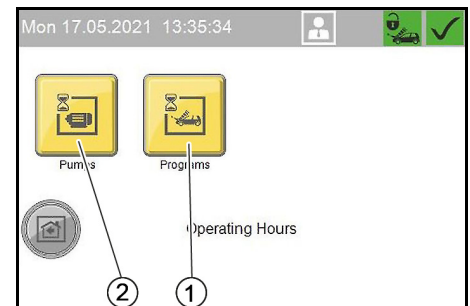 Mon 17.05.2021 13:35:34
Pumps
Programs
Operating Hours
2
1